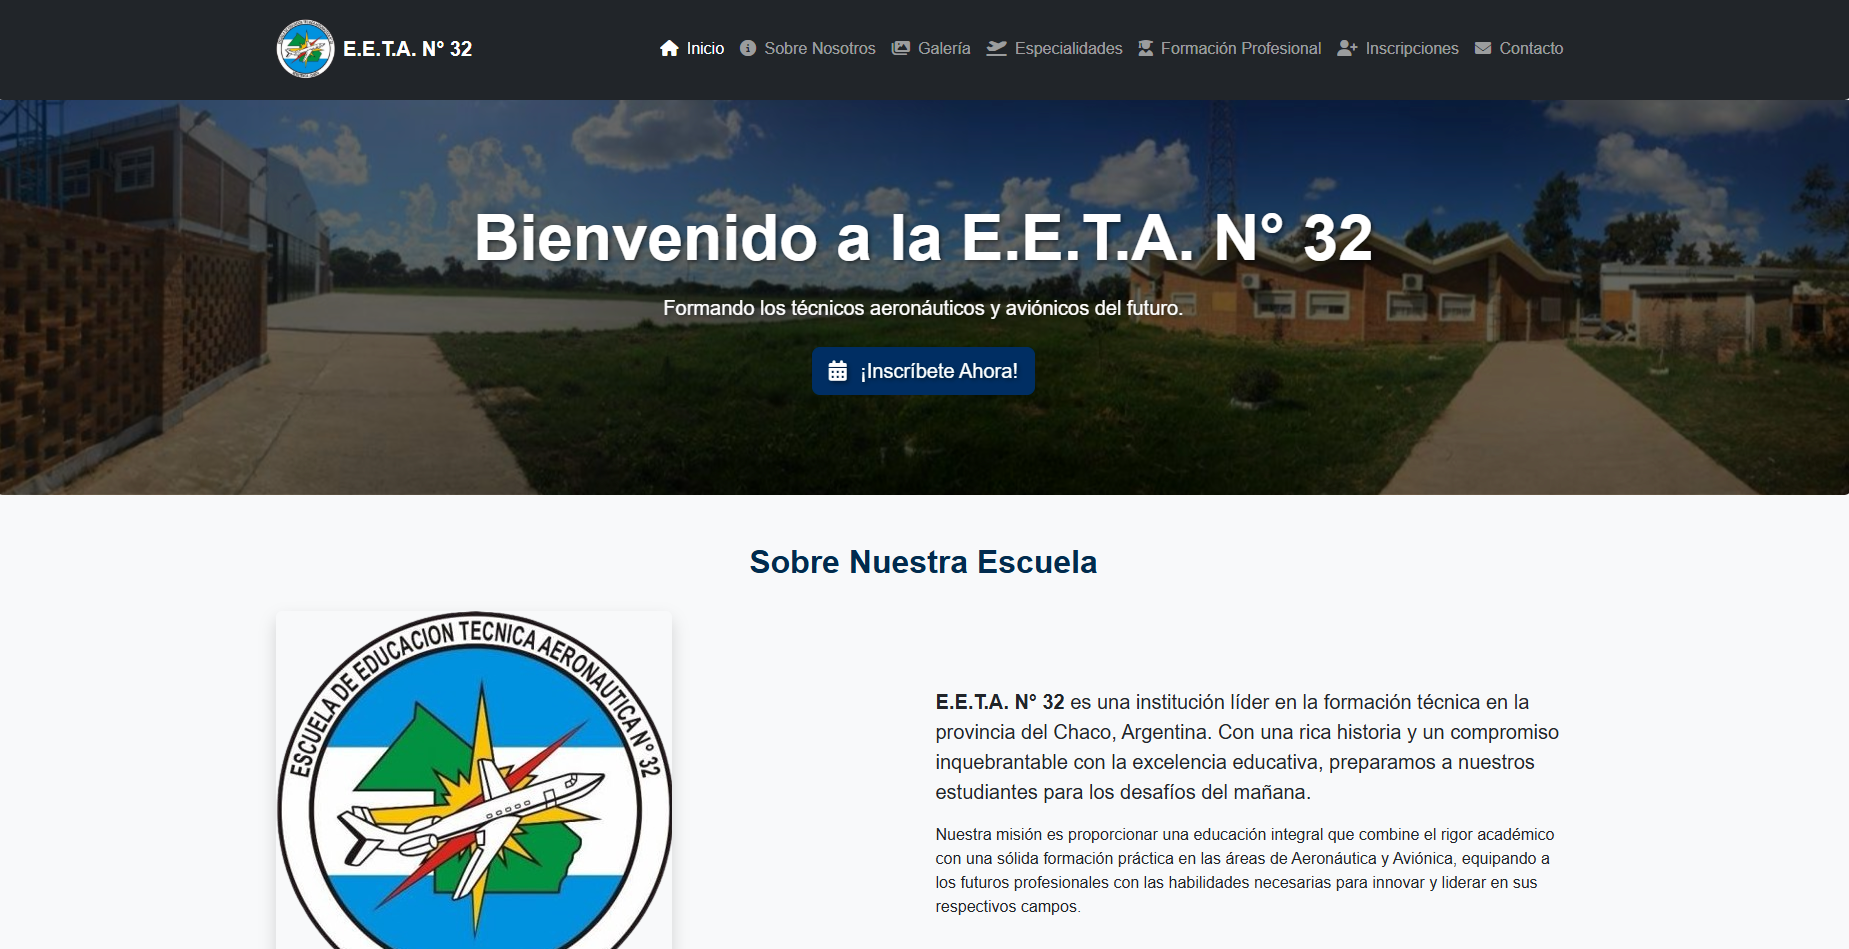 E.E.T.A. N° 32
Inicio
Sobre Nosotros
Galería
Especialidades
Formación Profesional
Inscripciones
Contacto
Bienvenido a la E.E.T.A. N° 32
Formando los técnicos aeronáuticos y aviónicos del futuro.
¡Inscríbete Ahora!
Sobre Nuestra Escuela
ESCUELA DE EDUCACION TECNICA AERONAUTICA N° 32
E.E.T.A. N° 32 es una institución líder en la formación técnica en la
provincia del Chaco, Argentina. Con una rica historia y un compromiso
inquebrantable con la excelencia educativa, preparamos a nuestros
estudiantes para los desafíos del mañana.
Nuestra misión es proporcionar una educación integral que combine el rigor académico
con una sólida formación práctica en las áreas de Aeronáutica y Aviónica, equipando a
los futuros profesionales con las habilidades necesarias para innovar y liderar en sus
respectivos campos.